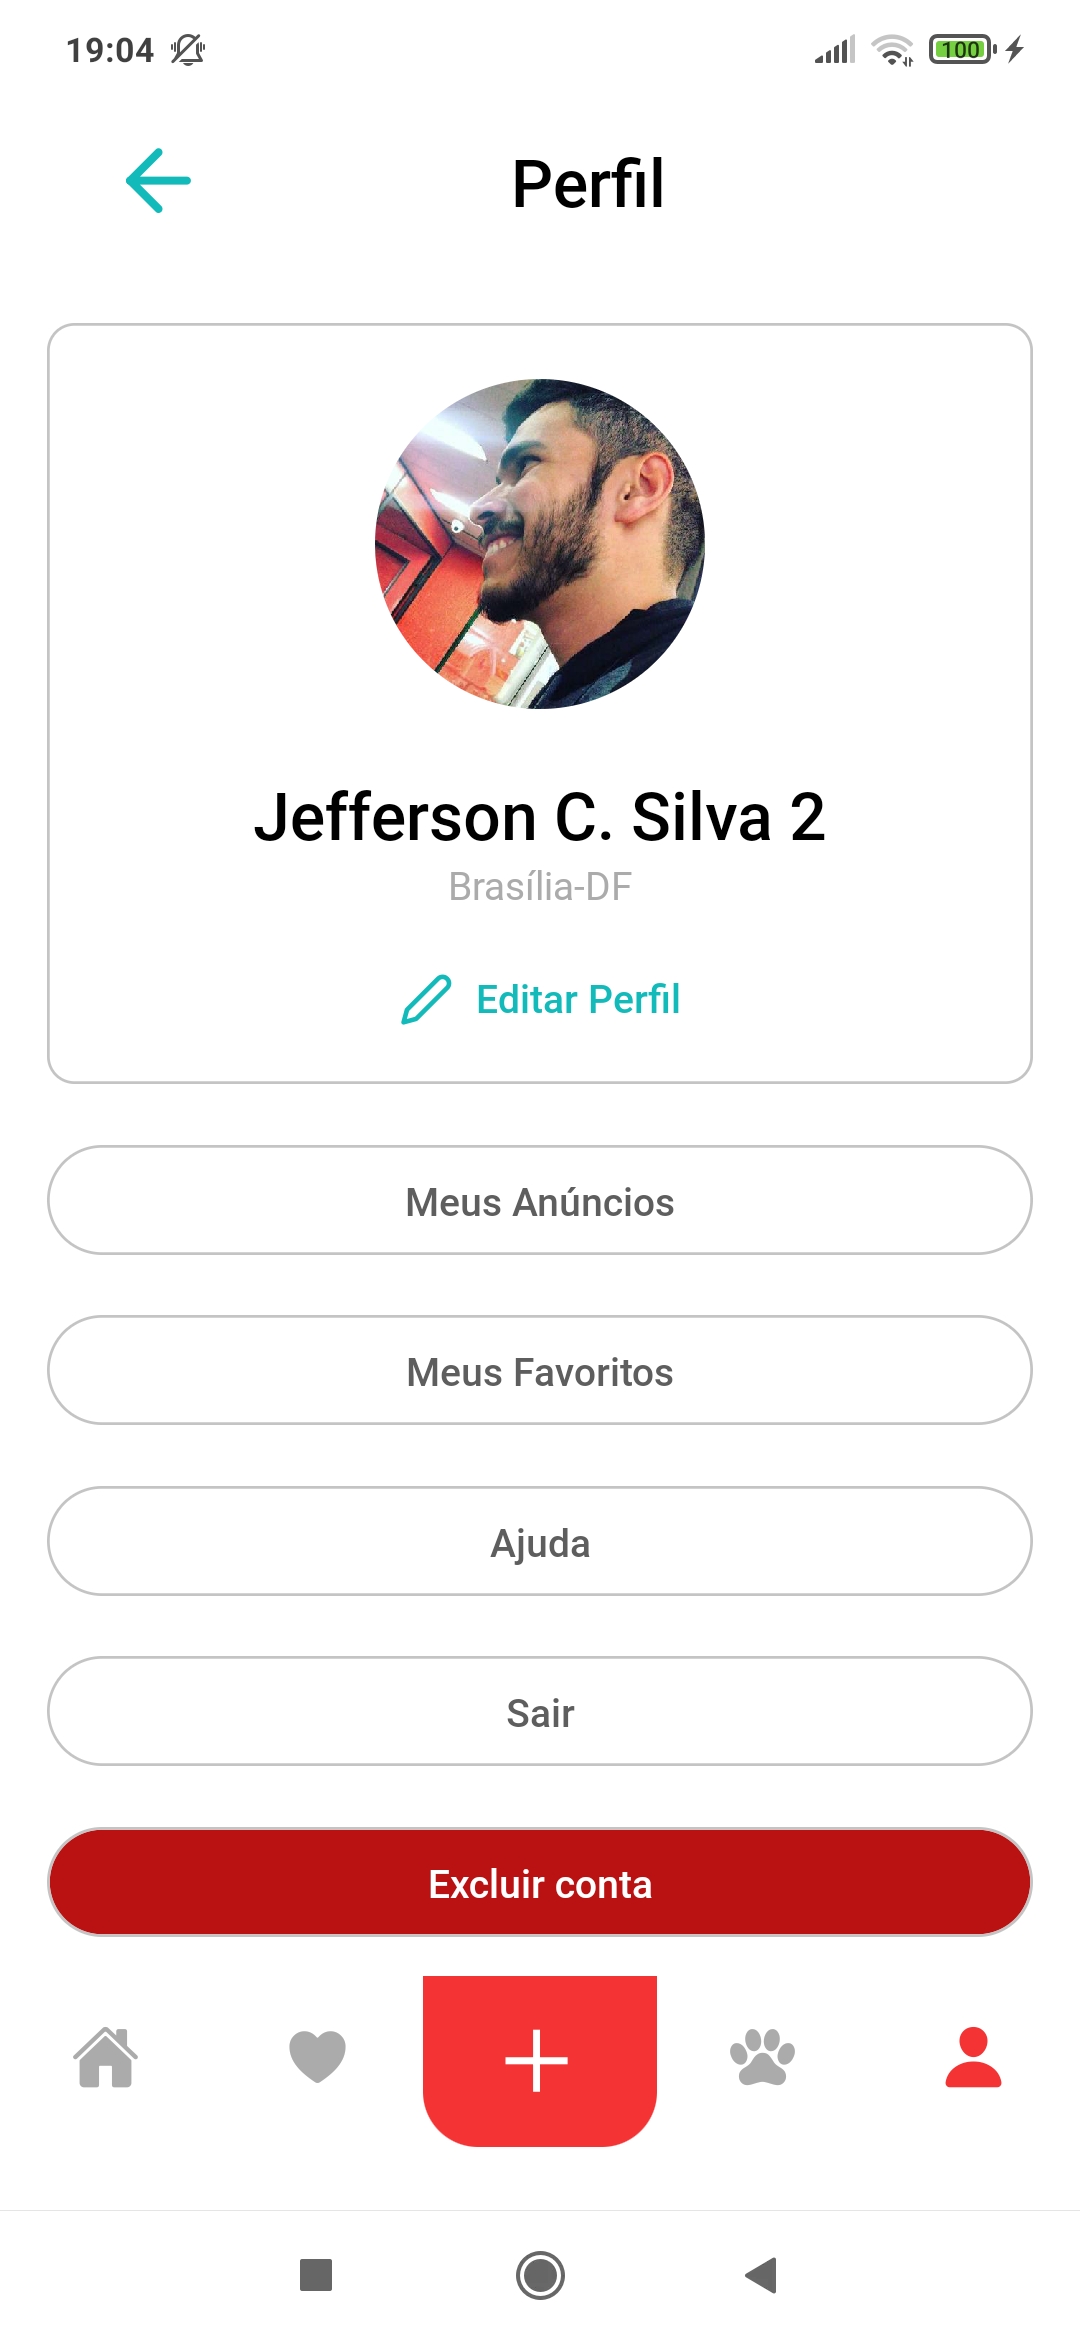 19:04
100
Perfil
Jefferson C. Silva 2
Brasília-DF
Editar Perfil
Meus Anúncios
Meus Favoritos
Ajuda
Sair
Excluir conta